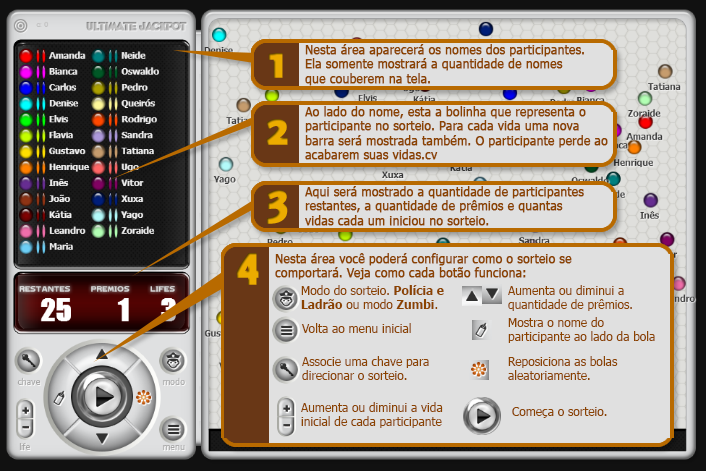 ULTIMATE JACKPOT
Amanda
Bianca
Carlos
Denise
Elvis
Flavia
Gustavo
Henrique
Inês
João
Kátia
Leandro
Maria
Neide
Oswaldo
Pedro
Queirós
Rodrigo
Sandra
Tatiana
Ugo
Vitor
Xuxa
Yago
Zoraide
RESTANTES PREMIOS LIFES
25 1 3
chave
modo
life
menu
Denise
1
Nesta área aparecerá os nomes dos participantes.
Ela somente mostrará a quantidade de nomes
que couberem na tela.
Tatiana
Elvis
Kátia
Bianca
Zoraide
2
Ao lado do nome, esta a bolinha que representa o
participante no sorteio. Para cada vida uma nova
barra será mostrada também. O participante perde ao
acabarem suas vidas.cv
Amanda
Henrique
Yago
Xuxa
Kátia
3
Aqui será mostrado a quantidade de participantes
restantes, a quantidade de prêmios e quantas
vidas cada um iniciou no sorteio.
Inês
Pedro
Sandra
Vitor
4
Nesta área você poderá configurar como o sorteio se
comportará. Veja como cada botão funciona:
Modo do sorteio. Polícia e
Ladrão ou modo Zumbi.
Volta ao menu inicial
Associe uma chave para
direcionar o sorteio.
Aumenta ou diminui a vida
inicial de cada participante
Aumenta ou diminui a
quantidade de prêmios.
Mostra o nome do
participante ao lado da bola
Reposiciona as bolas
aleatoriamente.
Começa o sorteio.